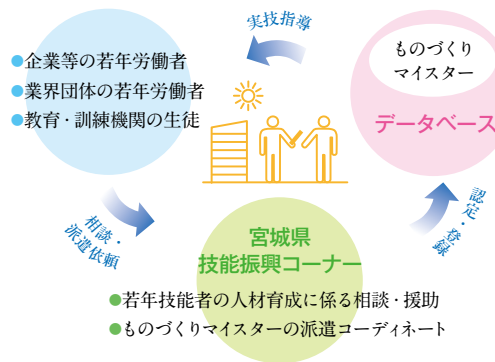 実技指導
●企業等の若年労働者
●業界団体の若年労働者
●教育・訓練機関の生徒
ものづくり
マイスター
データベース
相談・
派遣依頼
認定・登録
宮城県
技能振興コーナー
●若年技能者の人材育成に係る相談・援助
●ものづくりマイスターの派遣コーディネート